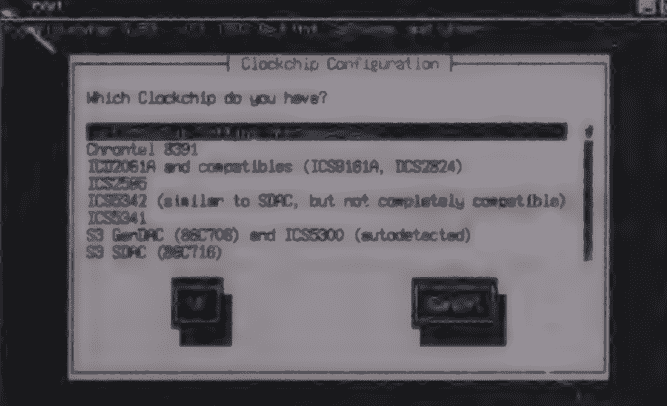 Clockchip Configuration
Which Clockchip do you have?
Chrontel 8391
ICD2061A and compatibles (ICS9161A, DCS2824)
ICS2595
ICS5342 (similar to SDAC, but not completely compatible)
ICS5341
S3 GenDAC (86C708) and ICS5300 (autodetected)
S3 SDAC (86C716)